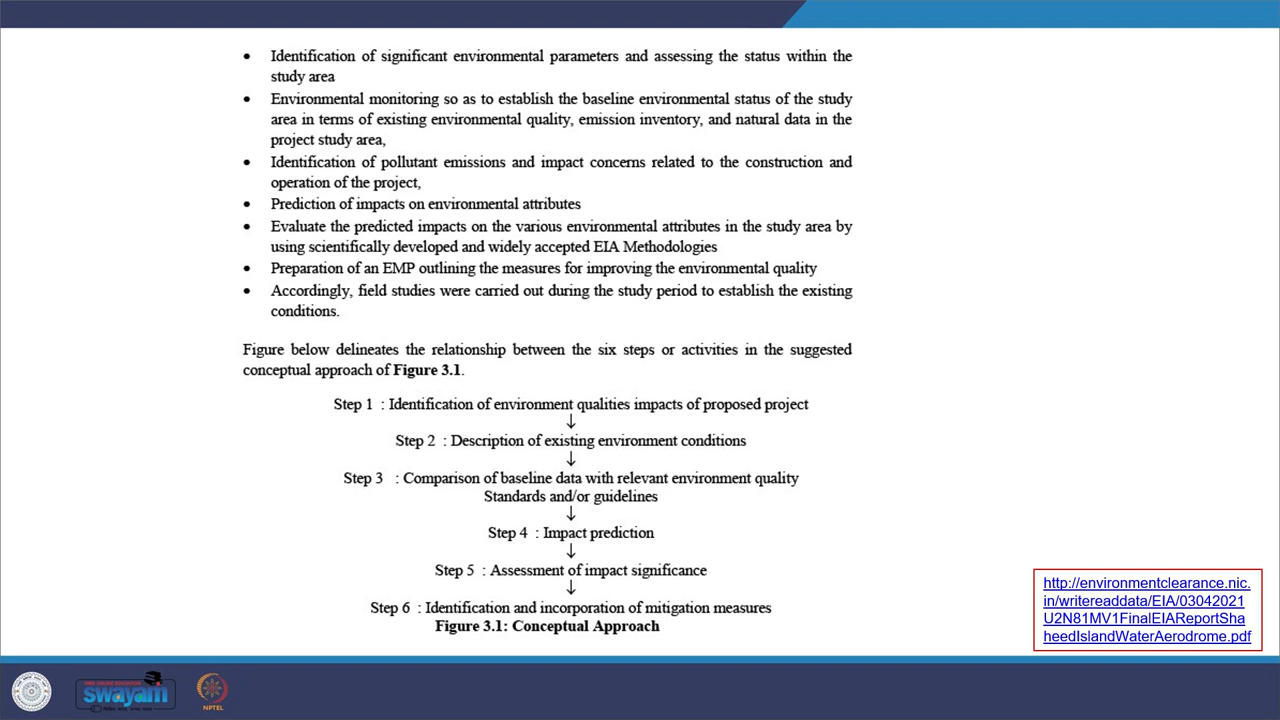 • Identification of significant environmental parameters and assessing the status within the
study area
• Environmental monitoring so as to establish the baseline environmental status of the study
area in terms of existing environmental quality, emission inventory, and natural data in the
project study area,
• Identification of pollutant emissions and impact concerns related to the construction and
operation of the project,
• Prediction of impacts on environmental attributes
• Evaluate the predicted impacts on the various environmental attributes in the study area by
using scientifically developed and widely accepted EIA Methodologies
• Preparation of an EMP outlining the measures for improving the environmental quality
• Accordingly, field studies were carried out during the study period to establish the existing
conditions.
Figure below delineates the relationship between the six steps or activities in the suggested
conceptual approach of Figure 3.1.
Step 1 : Identification of environment qualities impacts of proposed project
↓
Step 2 : Description of existing environment conditions
↓
Step 3 : Comparison of baseline data with relevant environment quality
Standards and/or guidelines
↓
Step 4 : Impact prediction
↓
Step 5 : Assessment of impact significance
↓
Step 6 : Identification and incorporation of mitigation measures
Figure 3.1: Conceptual Approach
http://environmentclearance.nic.
in/writereaddata/EIA/03042021
U2N81MV1FinalEIAReportSha
heedIslandWaterAerodrome.pdf
swayam
NPTEL